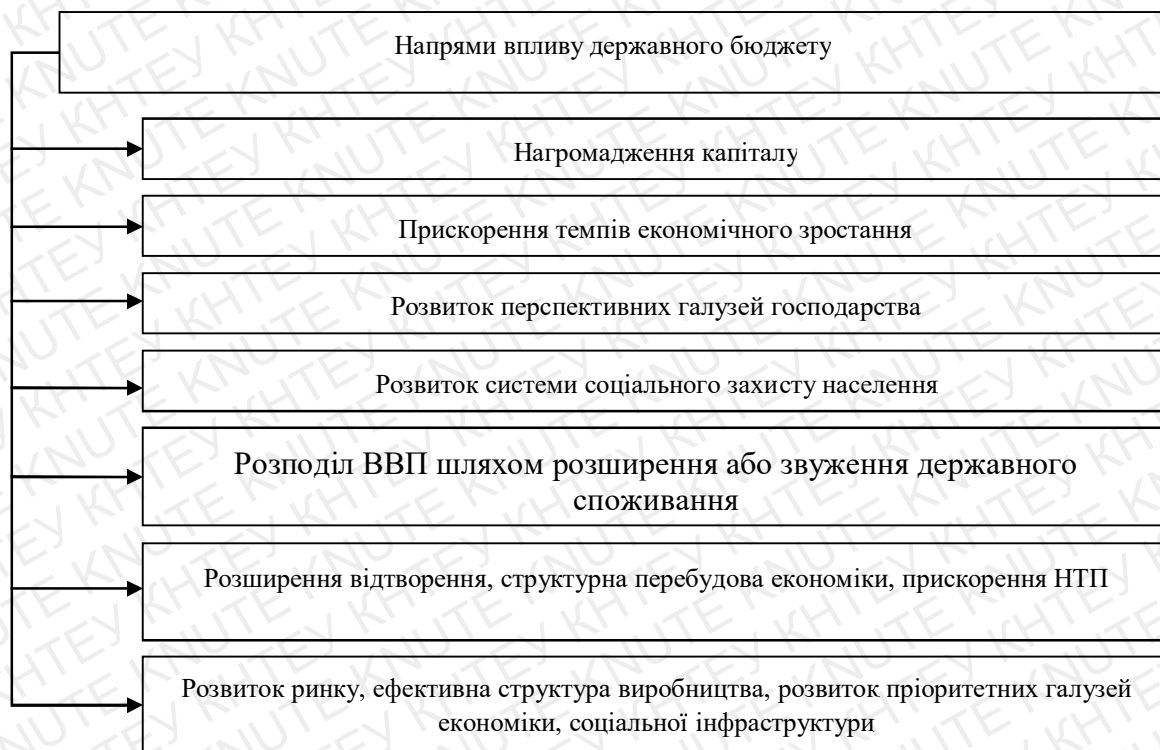 Напрями впливу державного бюджету
Нагромадження капіталу
Прискорення темпів економічного зростання
Розвиток перспективних галузей господарства
Розвиток системи соціального захисту населення
Розподіл ВВП шляхом розширення або звуження державного
споживання
Розширення відтворення, структурна перебудова економіки, прискорення НТП
Розвиток ринку, ефективна структура виробництва, розвиток пріоритетних галузей
економіки, соціальної інфраструктури